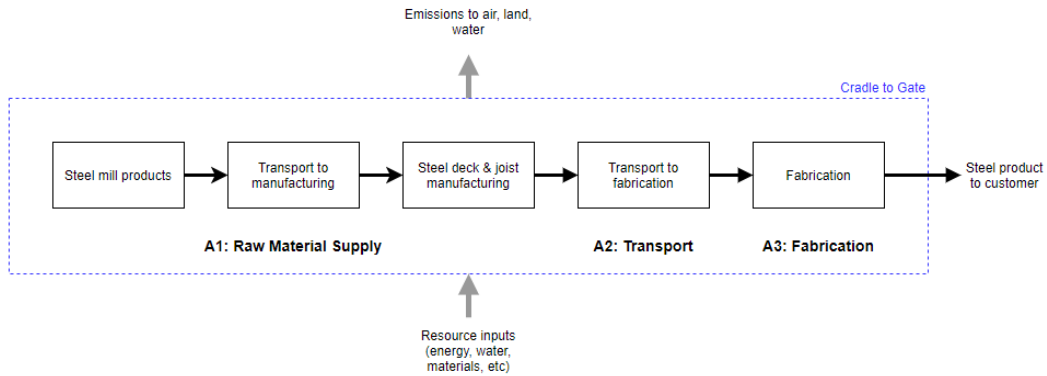 Emissions to air, land,
water
Cradle to Gate
Steel mill products
Transport to
manufacturing
Steel deck & joist
manufacturing
Transport to
fabrication
Fabrication
Steel product
to customer
A1: Raw Material Supply
A2: Transport
A3: Fabrication
Resource inputs
(energy, water,
materials, etc)